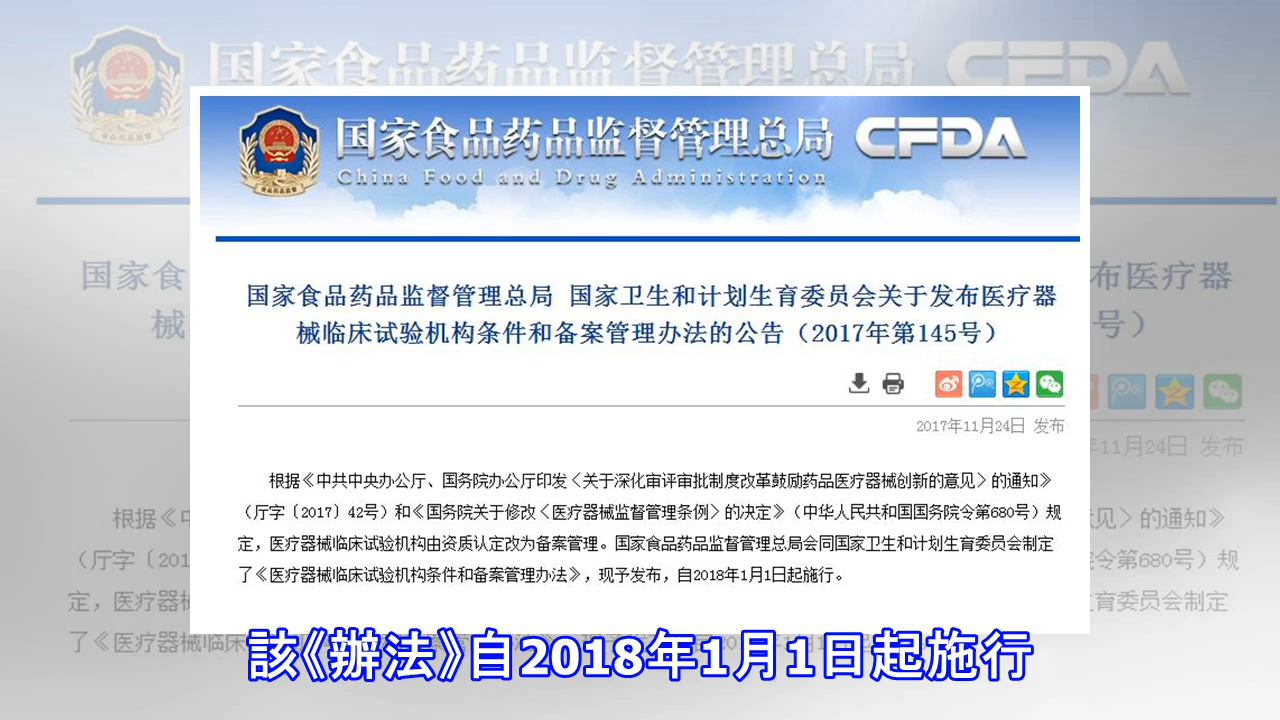 国家食品药品监督管理总局 CFDA
China Food and Drug Administration
食品药品监督
国家食品药品监督管理总局 国家卫生和计划生育委员会关于发布医疗器
械临床试验机构条件和备案管理办法的公告（2017年第145号）
2017年11月24日 发布
根据《中共中央办公厅、国务院办公厅印发〈关于深化审评审批制度改革鼓励药品医疗器械创新的意见〉的通知》
（厅字〔2017〕42号）和《国务院关于修改〈医疗器械监督管理条例〉的决定》（中华人民共和国国务院令第680号）规
定，医疗器械临床试验机构由资质认定改为备案管理。国家食品药品监督管理总局会同国家卫生和计划生育委员会制定
了《医疗器械临床试验机构条件和备案管理办法》，现予发布，自2018年1月1日起施行。
該《辦法》自2018年1月1日起施行